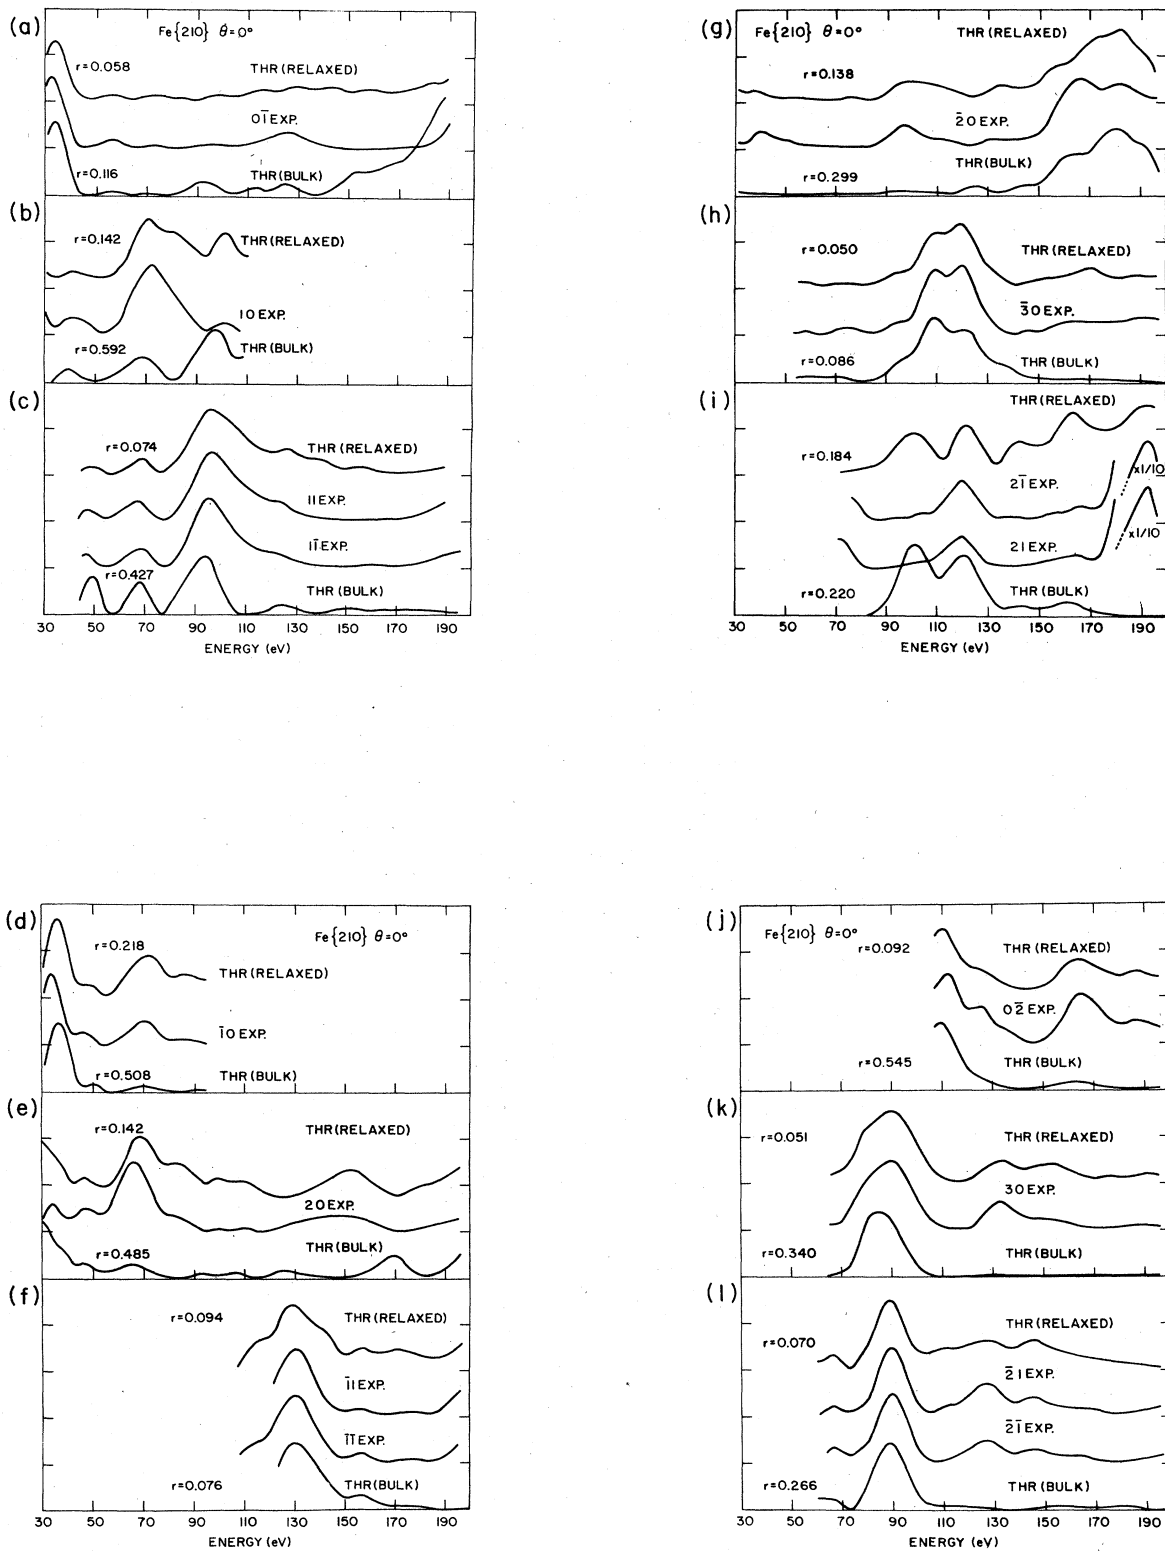 (a)
Fe{210} θ=0°
r=0.058
THR (RELAXED)
01̄ EXP.
r=0.116
THR (BULK)
(b)
r=0.142
THR (RELAXED)
10 EXP.
r=0.592
THR (BULK)
(c)
r=0.074
THR (RELAXED)
11 EXP.
11̄ EXP.
r=0.427
THR (BULK)
30 50 70 90 110 130 150 170 190
ENERGY (eV)
(g)
Fe{210} θ=0°
THR (RELAXED)
r=0.138
2̄0 EXP.
THR (BULK)
r=0.299
(h)
r=0.050
THR (RELAXED)
3̄0 EXP.
r=0.086
THR (BULK)
(i)
THR (RELAXED)
r=0.184
x1/10
21̄ EXP.
x1/10
21 EXP.
r=0.220
THR (BULK)
30 50 70 90 110 130 150 170 190
ENERGY (eV)
(d)
r=0.218
Fe{210} θ=0°
THR (RELAXED)
1̄0 EXP.
r=0.508
THR (BULK)
(e)
r=0.142
THR (RELAXED)
20 EXP.
r=0.485
THR (BULK)
(f)
r=0.094
THR (RELAXED)
1̄1 EXP.
1̄1̄ EXP.
r=0.076
THR (BULK)
30 50 70 90 110 130 150 170 190
ENERGY (eV)
(j)
Fe{210} θ=0°
r=0.092
THR (RELAXED)
02̄ EXP.
r=0.545
THR (BULK)
(k)
r=0.051
THR (RELAXED)
30 EXP.
r=0.340
THR (BULK)
(l)
r=0.070
THR (RELAXED)
2̄1 EXP.
2̄1̄ EXP.
r=0.266
THR (BULK)
30 50 70 90 110 130 150 170 190
ENERGY (eV)